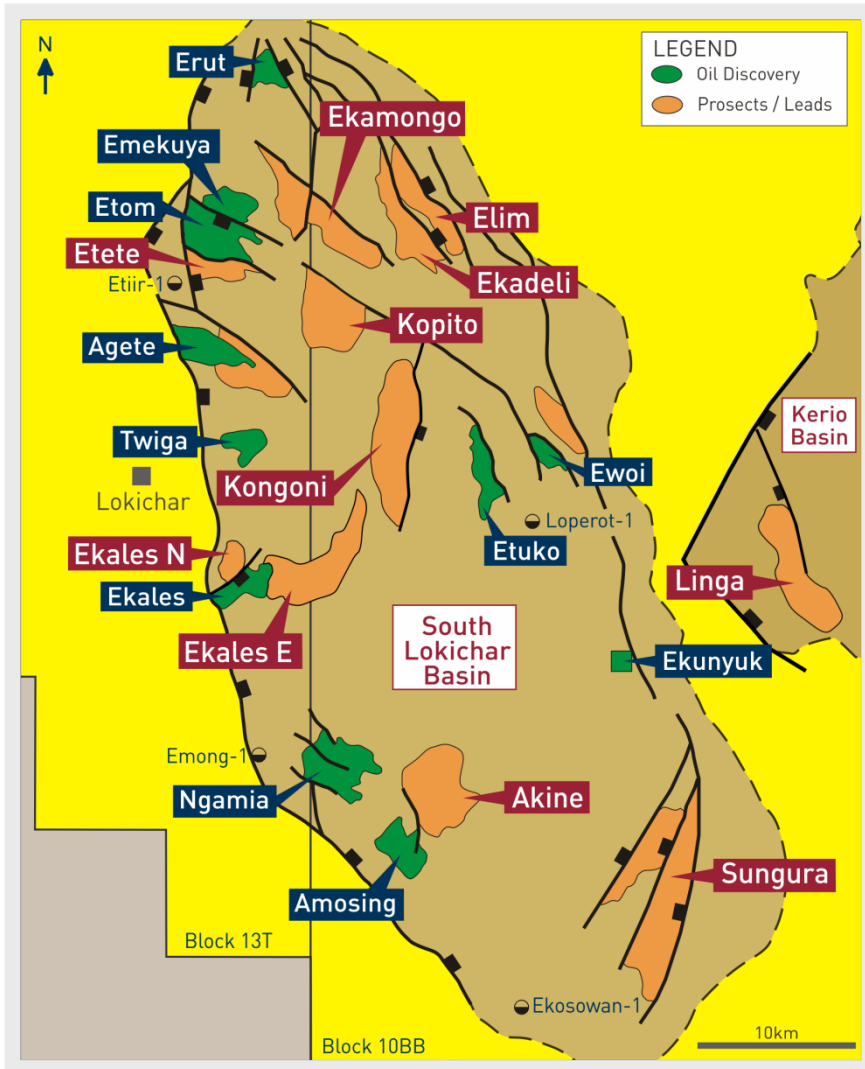 N
LEGEND
Oil Discovery
Prosects / Leads
Erut
Ekamongo
Emekuya
Etom
Elim
Etete
Etiir-1
Ekadeli
Kopito
Agete
Kerio
Basin
Twiga
Lokichar
Kongoni
Ewoi
Loperot-1
Etuko
Ekales N
Linga
Ekales
Ekales E
South
Lokichar
Basin
Ekunyuk
Emong-1
Ngamia
Akine
Sungura
Amosing
Block 13T
Ekosowan-1
10km
Block 10BB